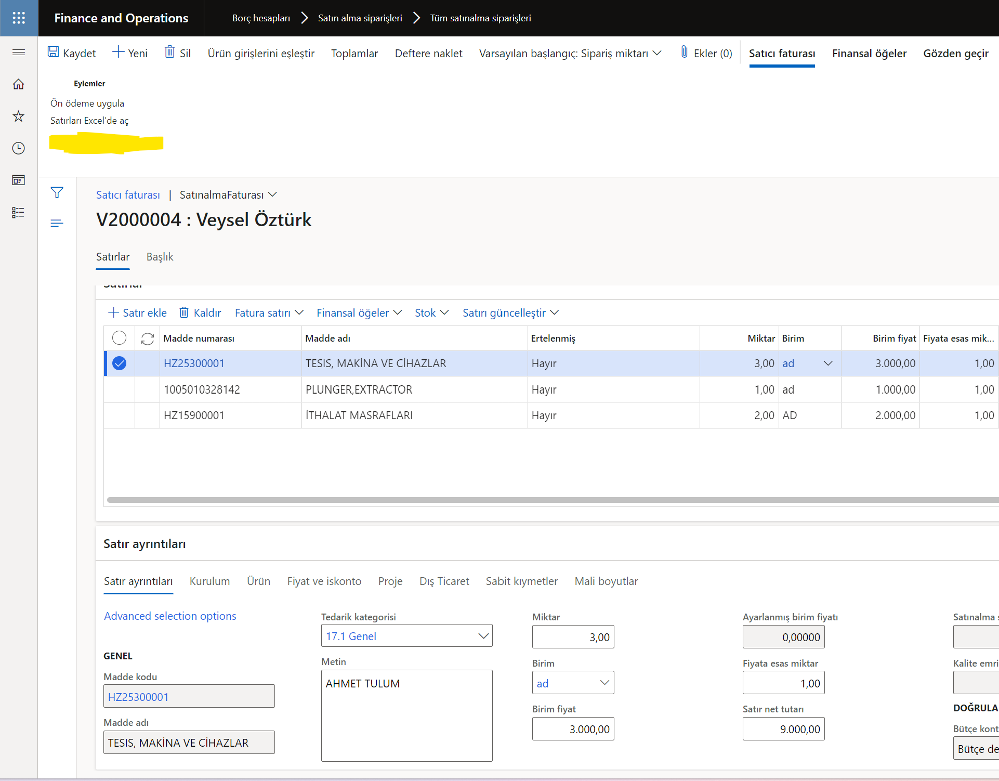 Finance and Operations
Borç hesapları
Satın alma siparişleri
Tüm satınalma siparişleri
Kaydet
Yeni
Sil
Ürün girişlerini eşleştir
Toplamlar
Deftere naklet
Varsayılan başlangıç: Sipariş miktarı
Ekler (0)
Satıcı faturası
Finansal öğeler
Gözden geçir
Eylemler
Ön ödeme uygula
Satırları Excel'de aç
Satıcı faturası | SatınalmaFaturası
V2000004 : Veysel Öztürk
Satırlar
Başlık
Satırlar
Satır ekle
Kaldır
Fatura satırı
Finansal öğeler
Stok
Satırı güncelleştir
Madde numarası Madde adı Ertelenmiş Miktar Birim Birim fiyat Fiyata esas mik...
HZ25300001 TESIS, MAKİNA VE CİHAZLAR Hayır 3,00 ad 3.000,00 1,00
1005010328142 PLUNGER,EXTRACTOR Hayır 1,00 ad 1.000,00 1,00
HZ15900001 İTHALAT MASRAFLARI Hayır 2,00 AD 2.000,00 1,00
Satır ayrıntıları
Satır ayrıntıları
Kurulum
Ürün
Fiyat ve iskonto
Proje
Dış Ticaret
Sabit kıymetler
Mali boyutlar
Advanced selection options
GENEL
Madde kodu
HZ25300001
Madde adı
TESIS, MAKİNA VE CİHAZLAR
Tedarik kategorisi
17.1 Genel
Metin
AHMET TULUM
Miktar
3,00
Birim
ad
Birim fiyat
3.000,00
Ayarlanmış birim fiyatı
0,00000
Fiyata esas miktar
1,00
Satır net tutarı
9.000,00
Satınalma s
Kalite emri
DOĞRULA
Bütçe kont
Bütçe de